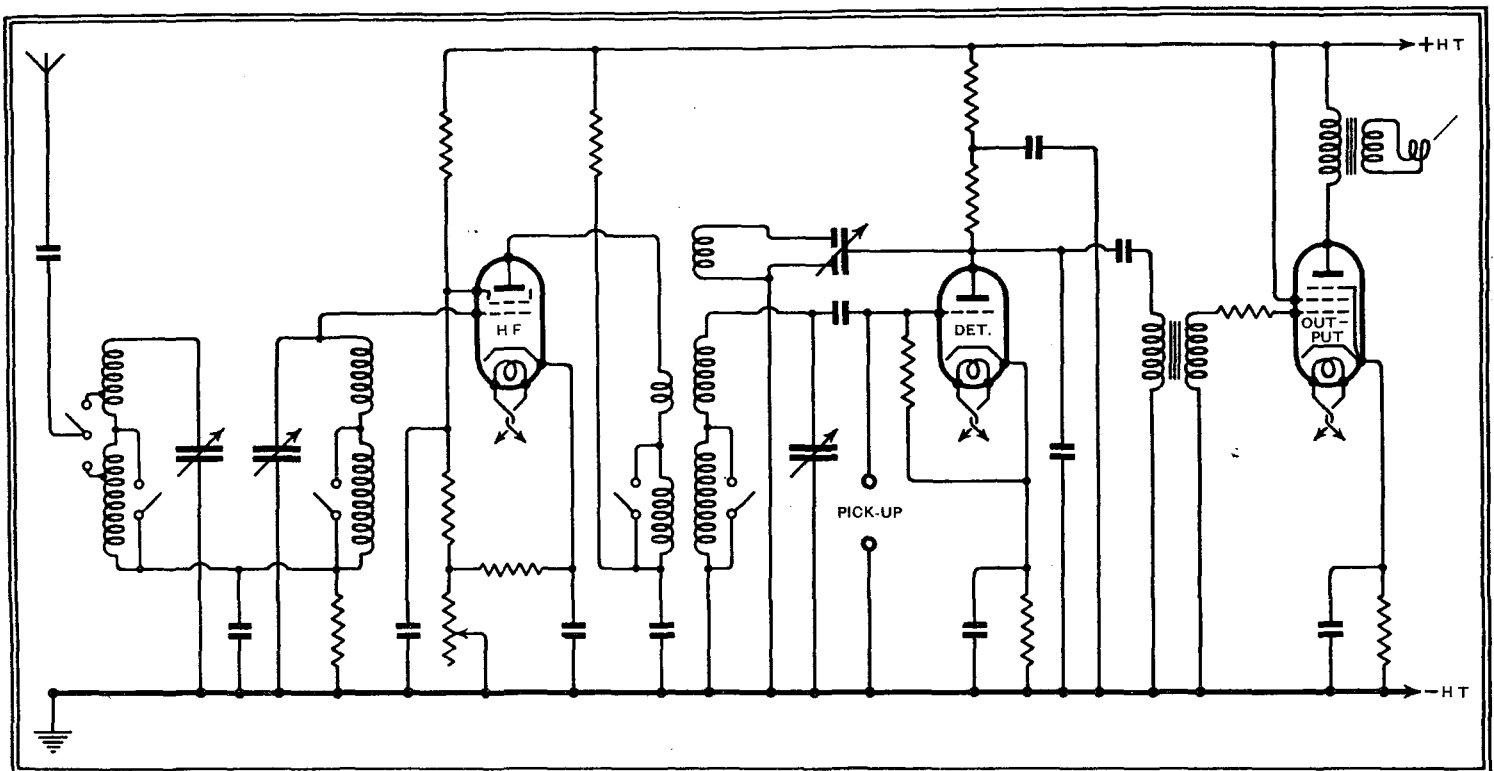 +HT
HF
DET.
OUT-
PUT
PICK-UP
-HT